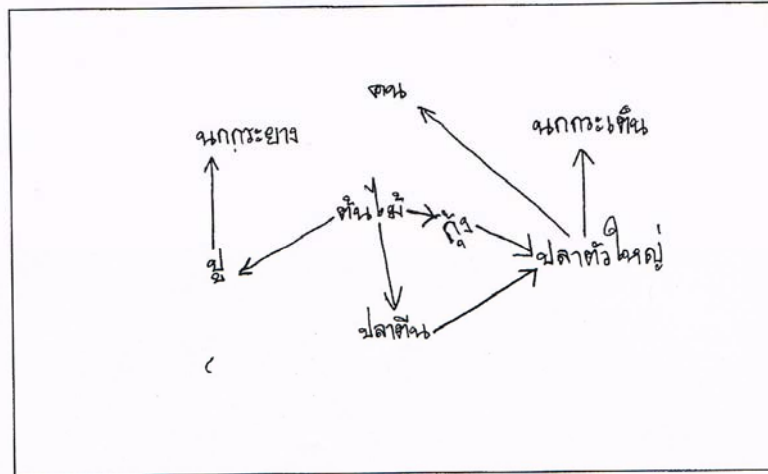 คน
นกกระยาง
นกกระเต็น
ต้นไม้
กุ้ง
ปู
ปลาตัวใหญ่
ปลาตีน